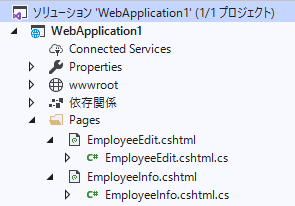 ソリューション 'WebApplication1' (1/1 プロジェクト)
WebApplication1
Connected Services
Properties
wwwroot
依存関係
Pages
EmployeeEdit.cshtml
C# EmployeeEdit.cshtml.cs
EmployeeInfo.cshtml
C# EmployeeInfo.cshtml.cs